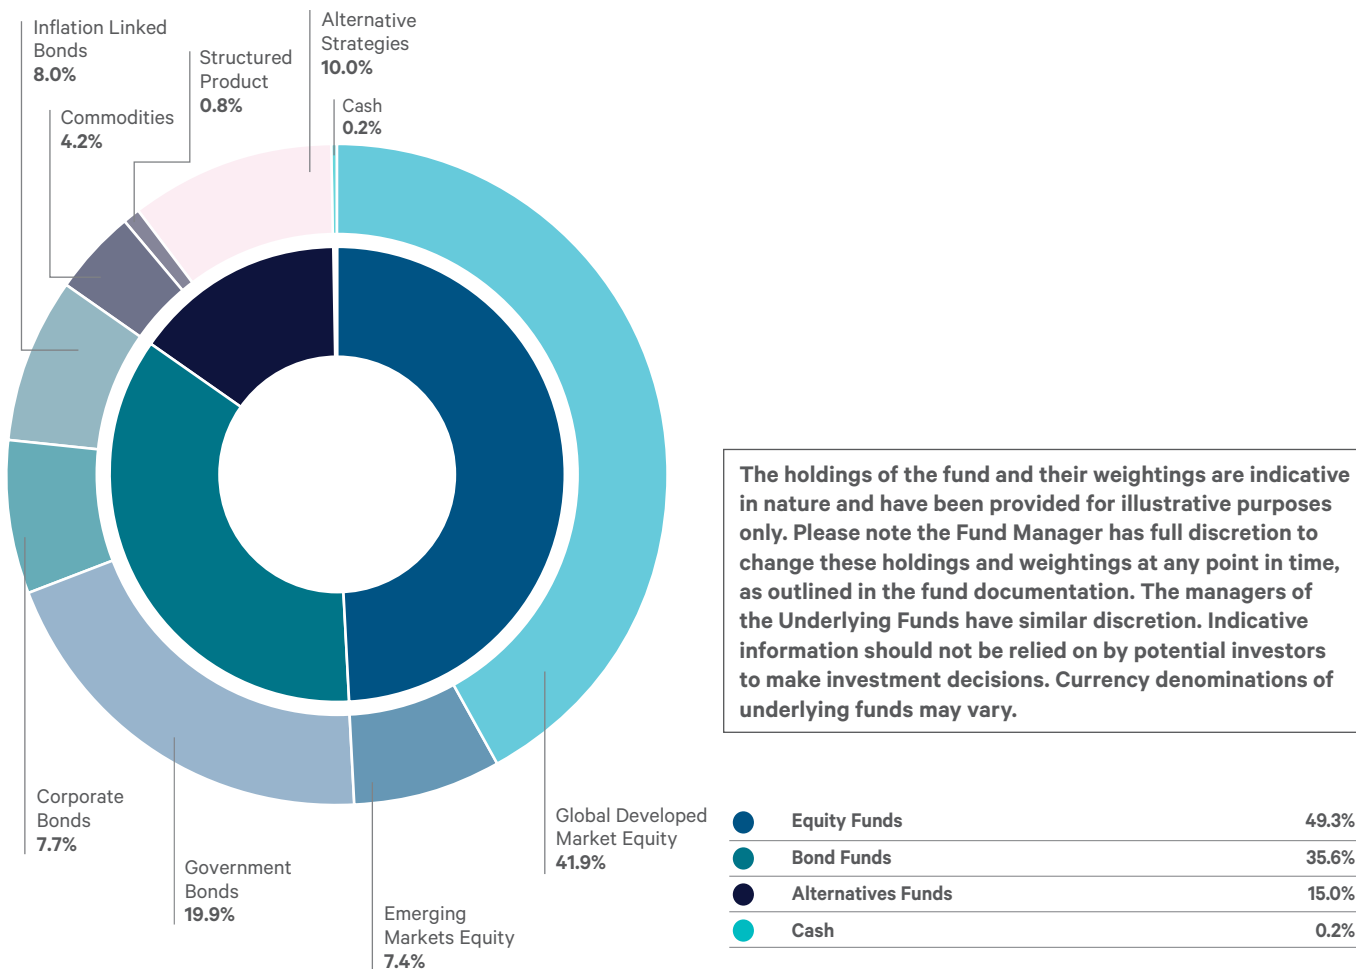 Inflation Linked
Bonds
8.0%
Commodities
4.2%
Structured
Product
0.8%
Alternative
Strategies
10.0%
Cash
0.2%
Corporate
Bonds
7.7%
Government
Bonds
19.9%
Emerging
Markets Equity
7.4%
Global Developed
Market Equity
41.9%
The holdings of the fund and their weightings are indicative
in nature and have been provided for illustrative purposes
only. Please note the Fund Manager has full discretion to
change these holdings and weightings at any point in time,
as outlined in the fund documentation. The managers of
the Underlying Funds have similar discretion. Indicative
information should not be relied on by potential investors
to make investment decisions. Currency denominations of
underlying funds may vary.
Equity Funds 49.3%
Bond Funds 35.6%
Alternatives Funds 15.0%
Cash 0.2%